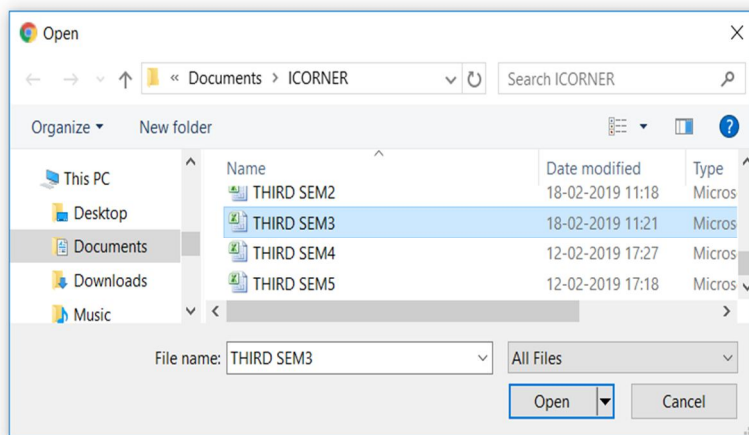 Open
« Documents > ICORNER
Search ICORNER
Organize
New folder
?
Name
Date modified
Type
This PC
Desktop
Documents
Downloads
Music
THIRD SEM2 18-02-2019 11:18 Micros
THIRD SEM3 18-02-2019 11:21 Micros
THIRD SEM4 12-02-2019 17:27 Micros
THIRD SEM5 12-02-2019 17:18 Micros
File name: THIRD SEM3
All Files
Open
Cancel